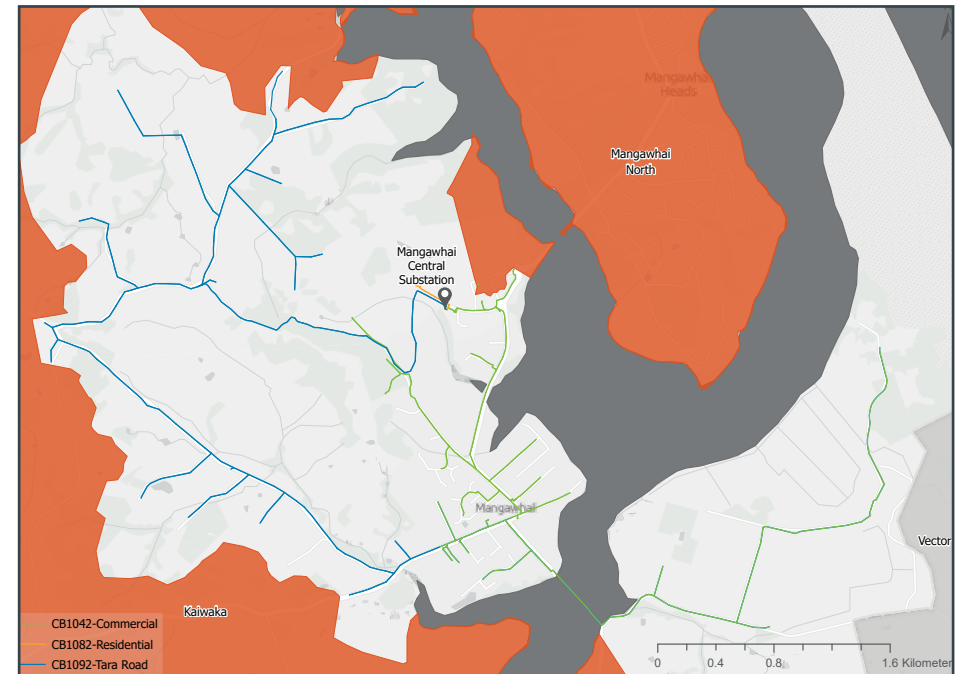 Mangawhai
Heads
Mangawhai
North
Mangawhai
Central
Substation
Mangawhai
Vector
Kaiwaka
CB1042-Commercial
CB1082-Residential
CB1092-Tara Road
0 0.4 0.8 1.6 Kilometer